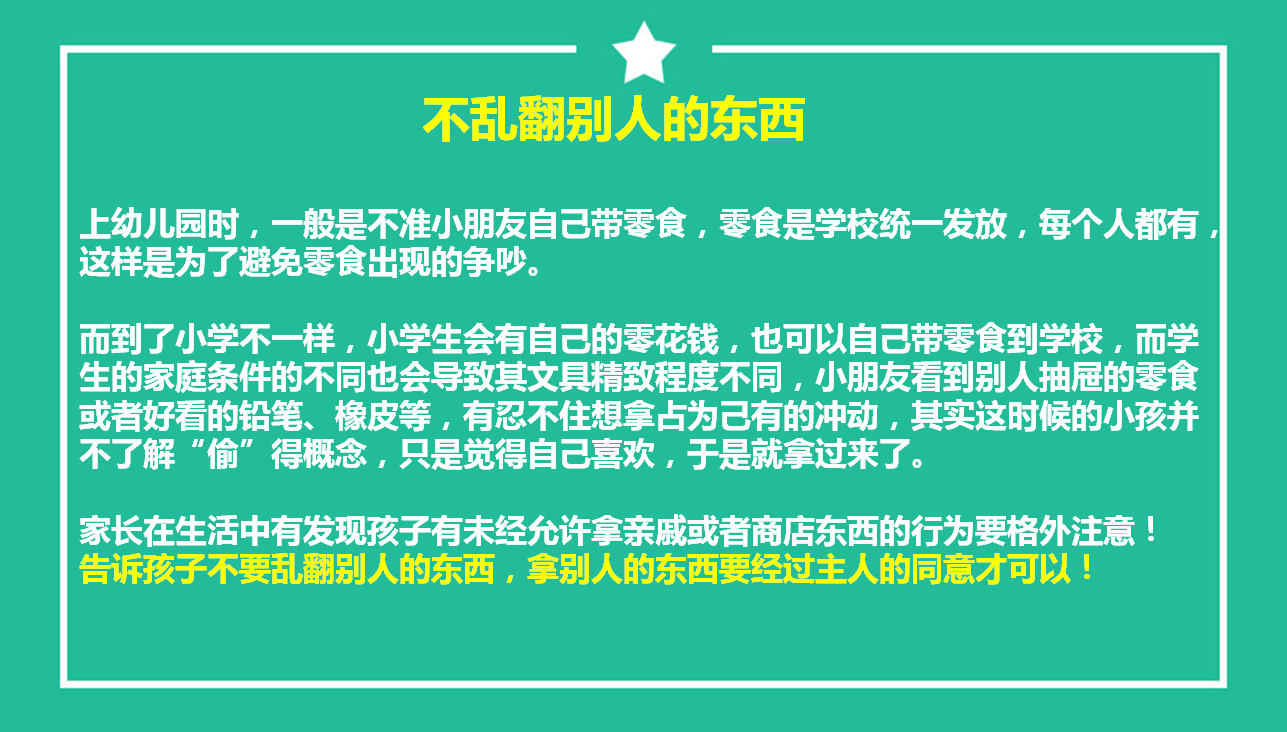 不乱翻别人的东西
上幼儿园时，一般是不准小朋友自己带零食，零食是学校统一发放，每个人都有，
这样是为了避免零食出现的争吵。
而到了小学不一样，小学生会有自己的零花钱，也可以自己带零食到学校，而学
生的家庭条件的不同也会导致其文具精致程度不同，小朋友看到别人抽屉的零食
或者好看的铅笔、橡皮等，有忍不住想拿占为己有的冲动，其实这时候的小孩并
不了解“偷”得概念，只是觉得自己喜欢，于是就拿过来了。
家长在生活中有发现孩子有未经允许拿亲戚或者商店东西的行为要格外注意！
告诉孩子不要乱翻别人的东西，拿别人的东西要经过主人的同意才可以！